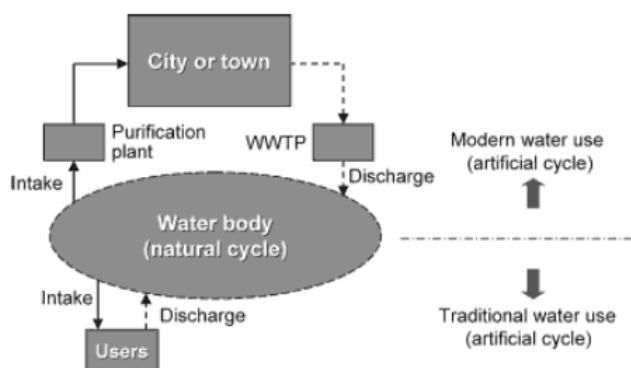 City or town
Purification
plant
WWTP
Intake
Discharge
Modern water use
(artificial cycle)
Water body
(natural cycle)
Intake
Discharge
Users
Traditional water use
(artificial cycle)